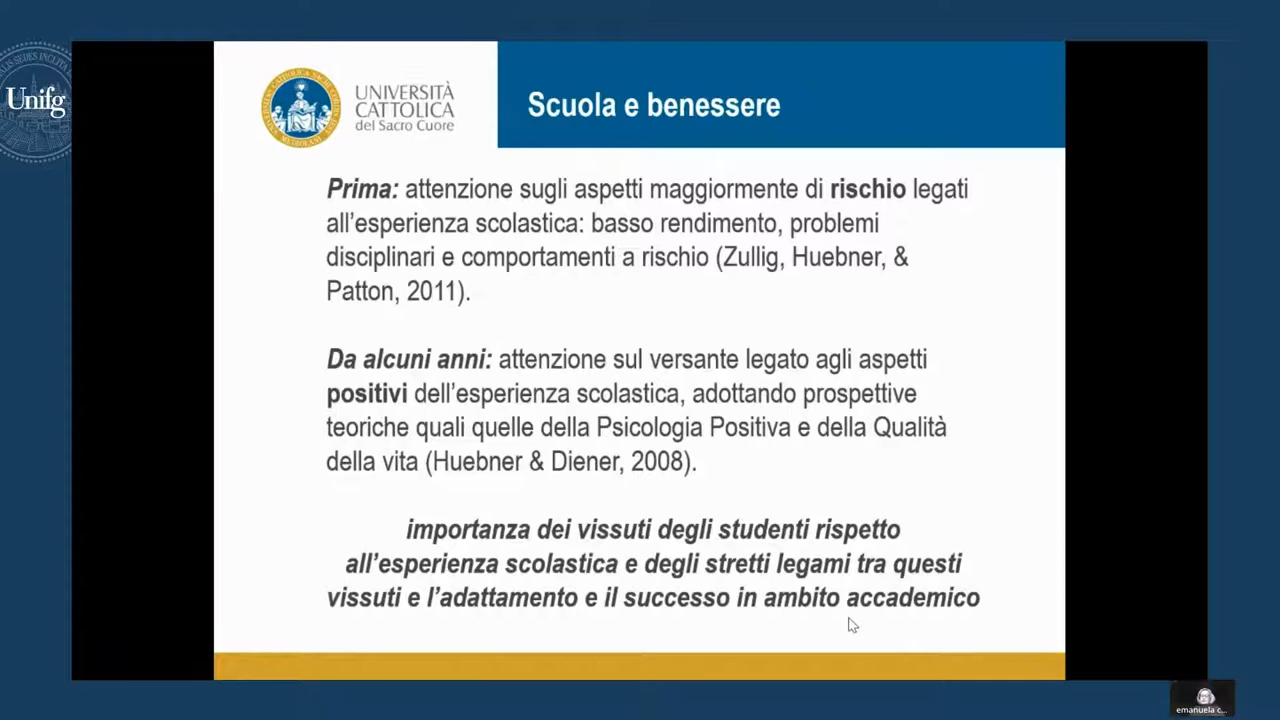 Unifg
UNIVERSITÀ
CATTOLICA
del Sacro Cuore
Scuola e benessere
Prima: attenzione sugli aspetti maggiormente di rischio legati
all’esperienza scolastica: basso rendimento, problemi
disciplinari e comportamenti a rischio (Zullig, Huebner, &
Patton, 2011).
Da alcuni anni: attenzione sul versante legato agli aspetti
positivi dell’esperienza scolastica, adottando prospettive
teoriche quali quelle della Psicologia Positiva e della Qualità
della vita (Huebner & Diener, 2008).
importanza dei vissuti degli studenti rispetto
all’esperienza scolastica e degli stretti legami tra questi
vissuti e l’adattamento e il successo in ambito accademico
emanuela c...